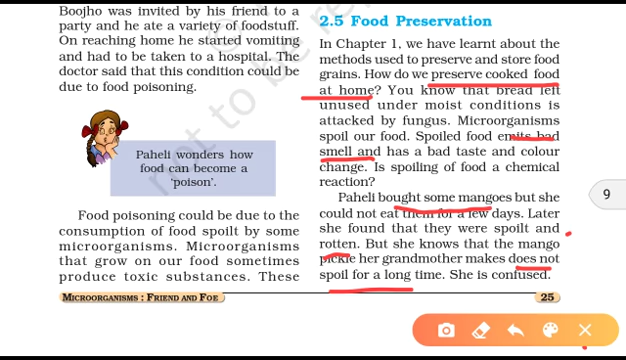 Boojho was invited by his friend to a
party and he ate a variety of foodstuff.
On reaching home he started vomiting
and had to be taken to a hospital. The
doctor said that this condition could be
due to food poisoning.
Paheli wonders how
food can become a
'poison'.
Food poisoning could be due to the
consumption of food spoilt by some
microorganisms. Microorganisms
that grow on our food sometimes
produce toxic substances. These
2.5 Food Preservation
In Chapter 1, we have learnt about the
methods used to preserve and store food
grains. How do we preserve cooked food
at home? You know that bread left
unused under moist conditions is
attacked by fungus. Microorganisms
spoil our food. Spoiled food emits bad
smell and has a bad taste and colour
change. Is spoiling of food a chemical
reaction?
Paheli bought some mangoes but she
could not eat them for a few days. Later
she found that they were spoilt and
rotten. But she knows that the mango
pickle her grandmother makes does not
spoil for a long time. She is confused.
MICROORGANISMS : FRIEND AND FOE
25
9
not to be re